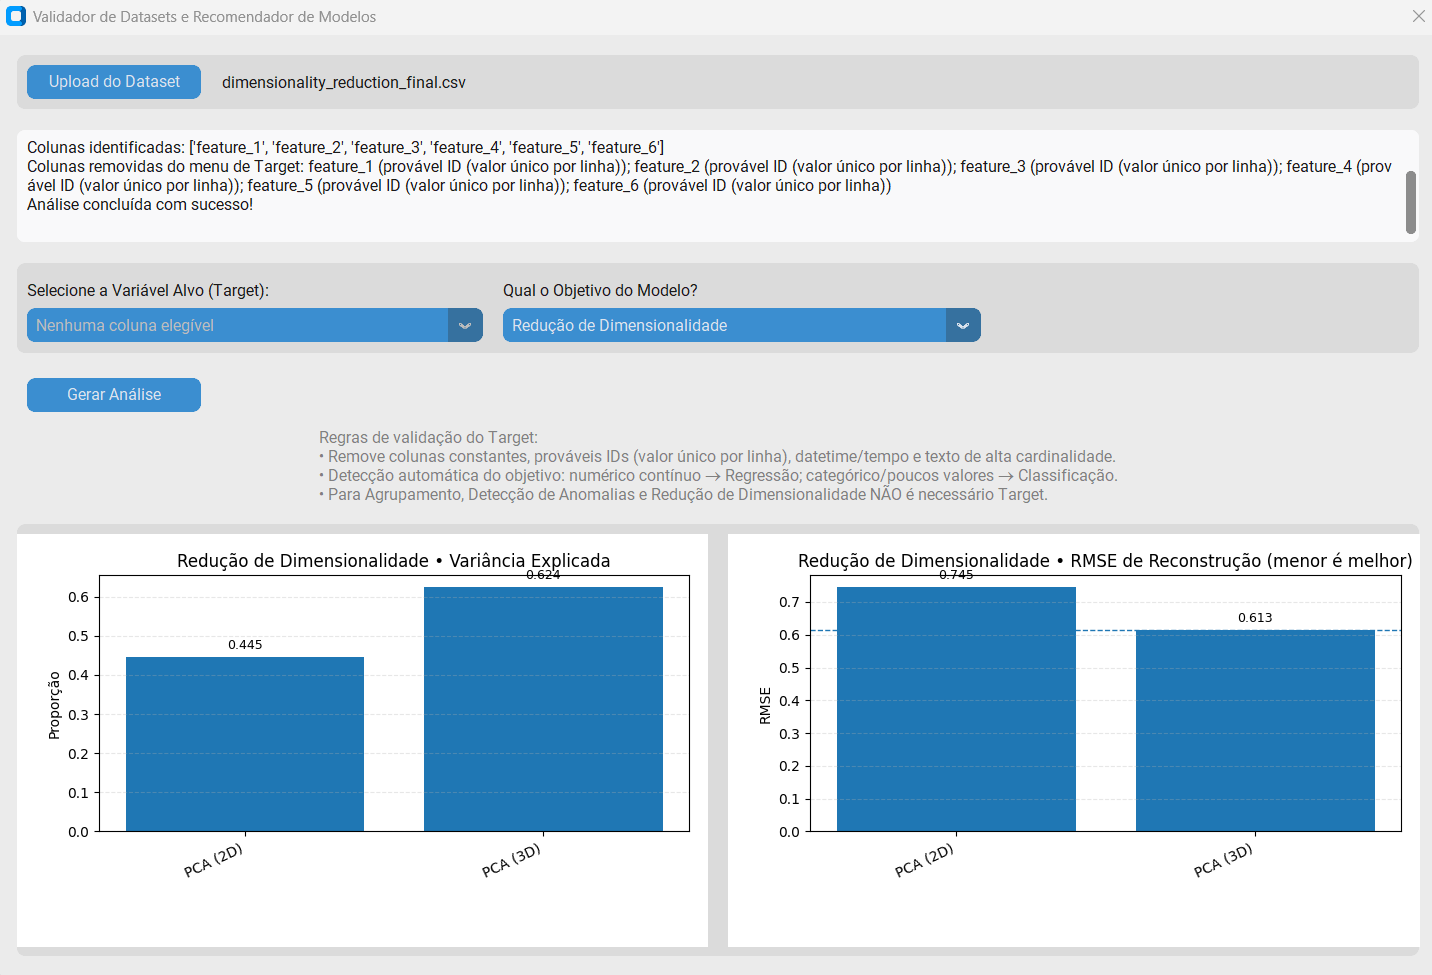 Validador de Datasets e Recomendador de Modelos
Upload do Dataset
dimensionality_reduction_final.csv
Colunas identificadas: ['feature_1', 'feature_2', 'feature_3', 'feature_4', 'feature_5', 'feature_6']
Colunas removidas do menu de Target: feature_1 (provável ID (valor único por linha)); feature_2 (provável ID (valor único por linha)); feature_3 (provável ID (valor único por linha)); feature_4 (prov
ável ID (valor único por linha)); feature_5 (provável ID (valor único por linha)); feature_6 (provável ID (valor único por linha))
Análise concluída com sucesso!
Selecione a Variável Alvo (Target):
Nenhuma coluna elegível
Qual o Objetivo do Modelo?
Redução de Dimensionalidade
Gerar Análise
Regras de validação do Target:
• Remove colunas constantes, prováveis IDs (valor único por linha), datetime/tempo e texto de alta cardinalidade.
• Detecção automática do objetivo: numérico contínuo → Regressão; categórico/poucos valores → Classificação.
• Para Agrupamento, Detecção de Anomalias e Redução de Dimensionalidade NÃO é necessário Target.
Redução de Dimensionalidade • Variância Explicada
0.624
0.445
0.6
0.5
0.4
0.3
0.2
0.1
0.0
Proporção
PCA (2D)
PCA (3D)
Redução de Dimensionalidade • RMSE de Reconstrução (menor é melhor)
0.745
0.613
0.7
0.6
0.5
0.4
0.3
0.2
0.1
0.0
RMSE
PCA (2D)
PCA (3D)